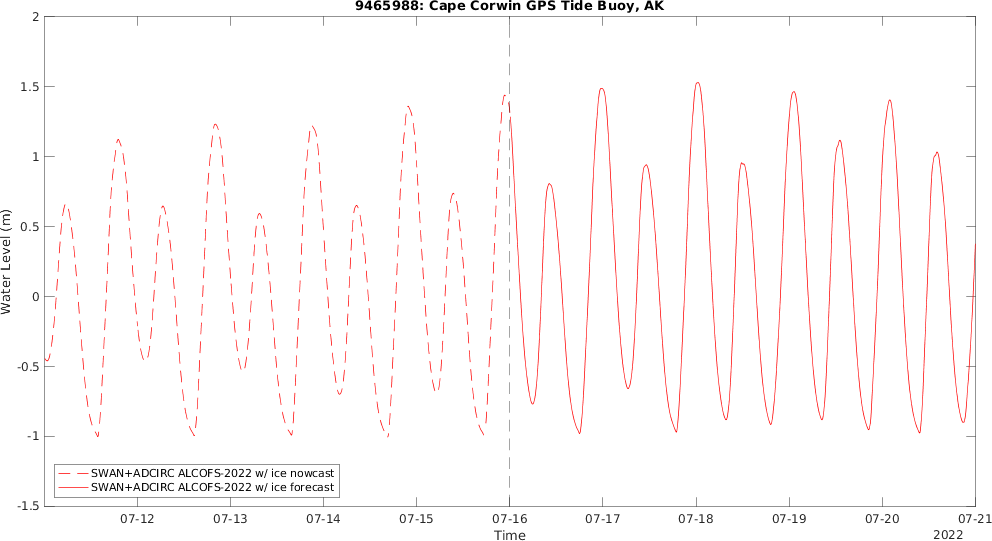 9465988: Cape Corwin GPS Tide Buoy, AK
2
1.5
1
0.5
0
-0.5
-1
-1.5
Water Level (m)
SWAN+ADCIRC ALCOFS-2022 w/ ice nowcast
SWAN+ADCIRC ALCOFS-2022 w/ ice forecast
07-12 07-13 07-14 07-15 07-16 07-17 07-18 07-19 07-20 07-21
Time
2022